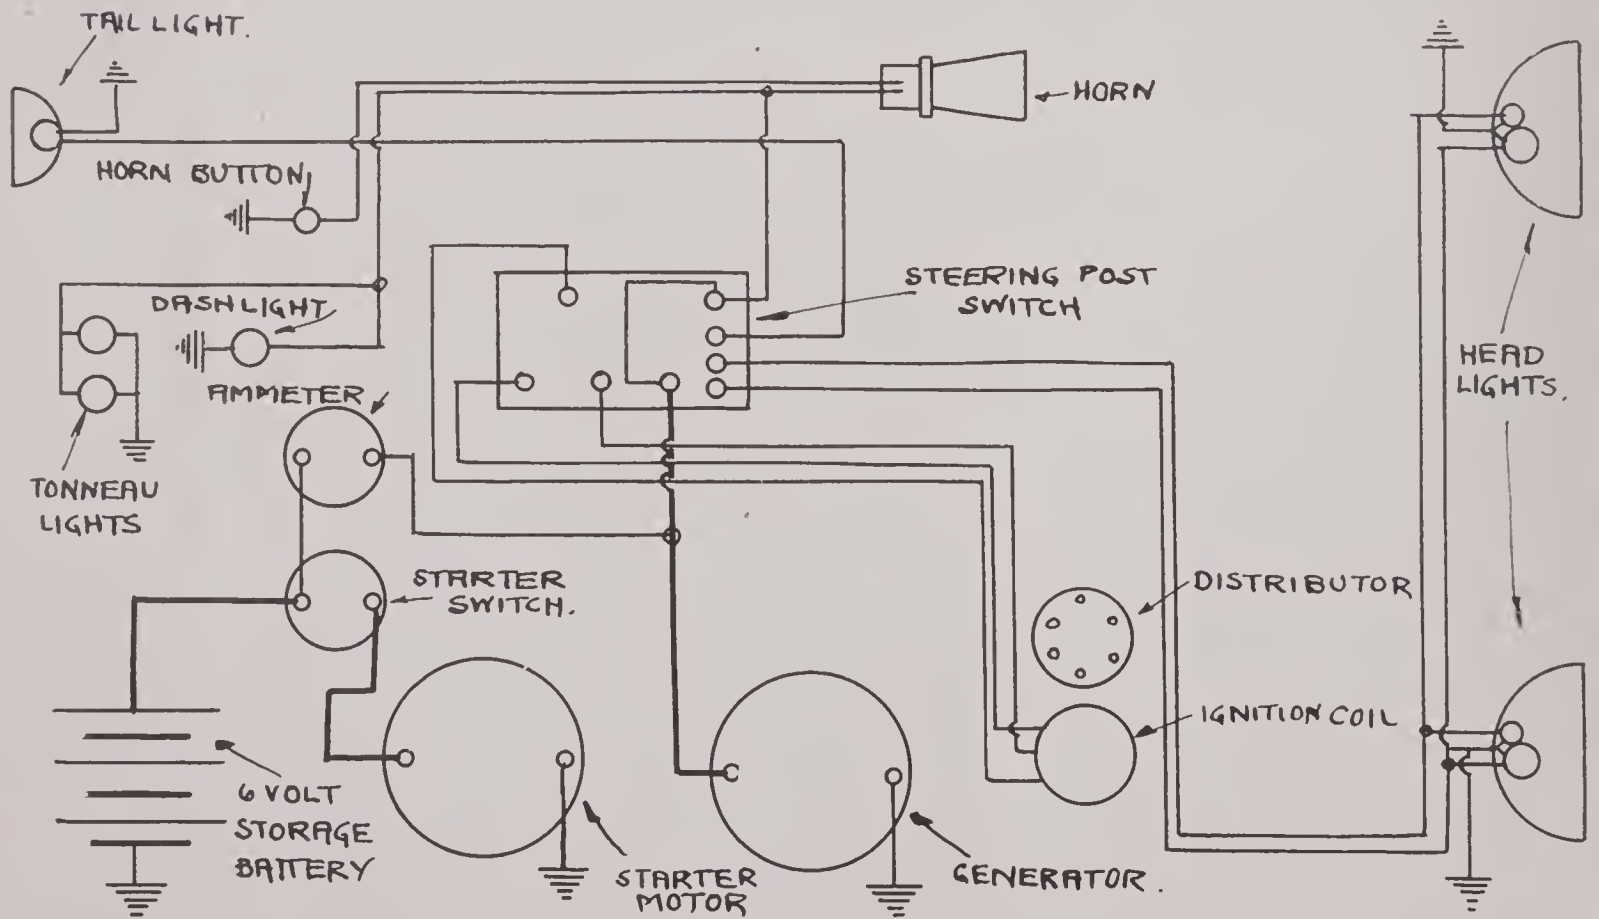 TAIL LIGHT.
HORN
HORN BUTTON
STEERING POST
SWITCH
DASH LIGHT
HEAD
LIGHTS.
AMMETER
TONNEAU
LIGHTS
STARTER
SWITCH.
DISTRIBUTOR
IGNITION COIL
6 VOLT
STORAGE
BATTERY
STARTER
MOTOR
GENERATOR.